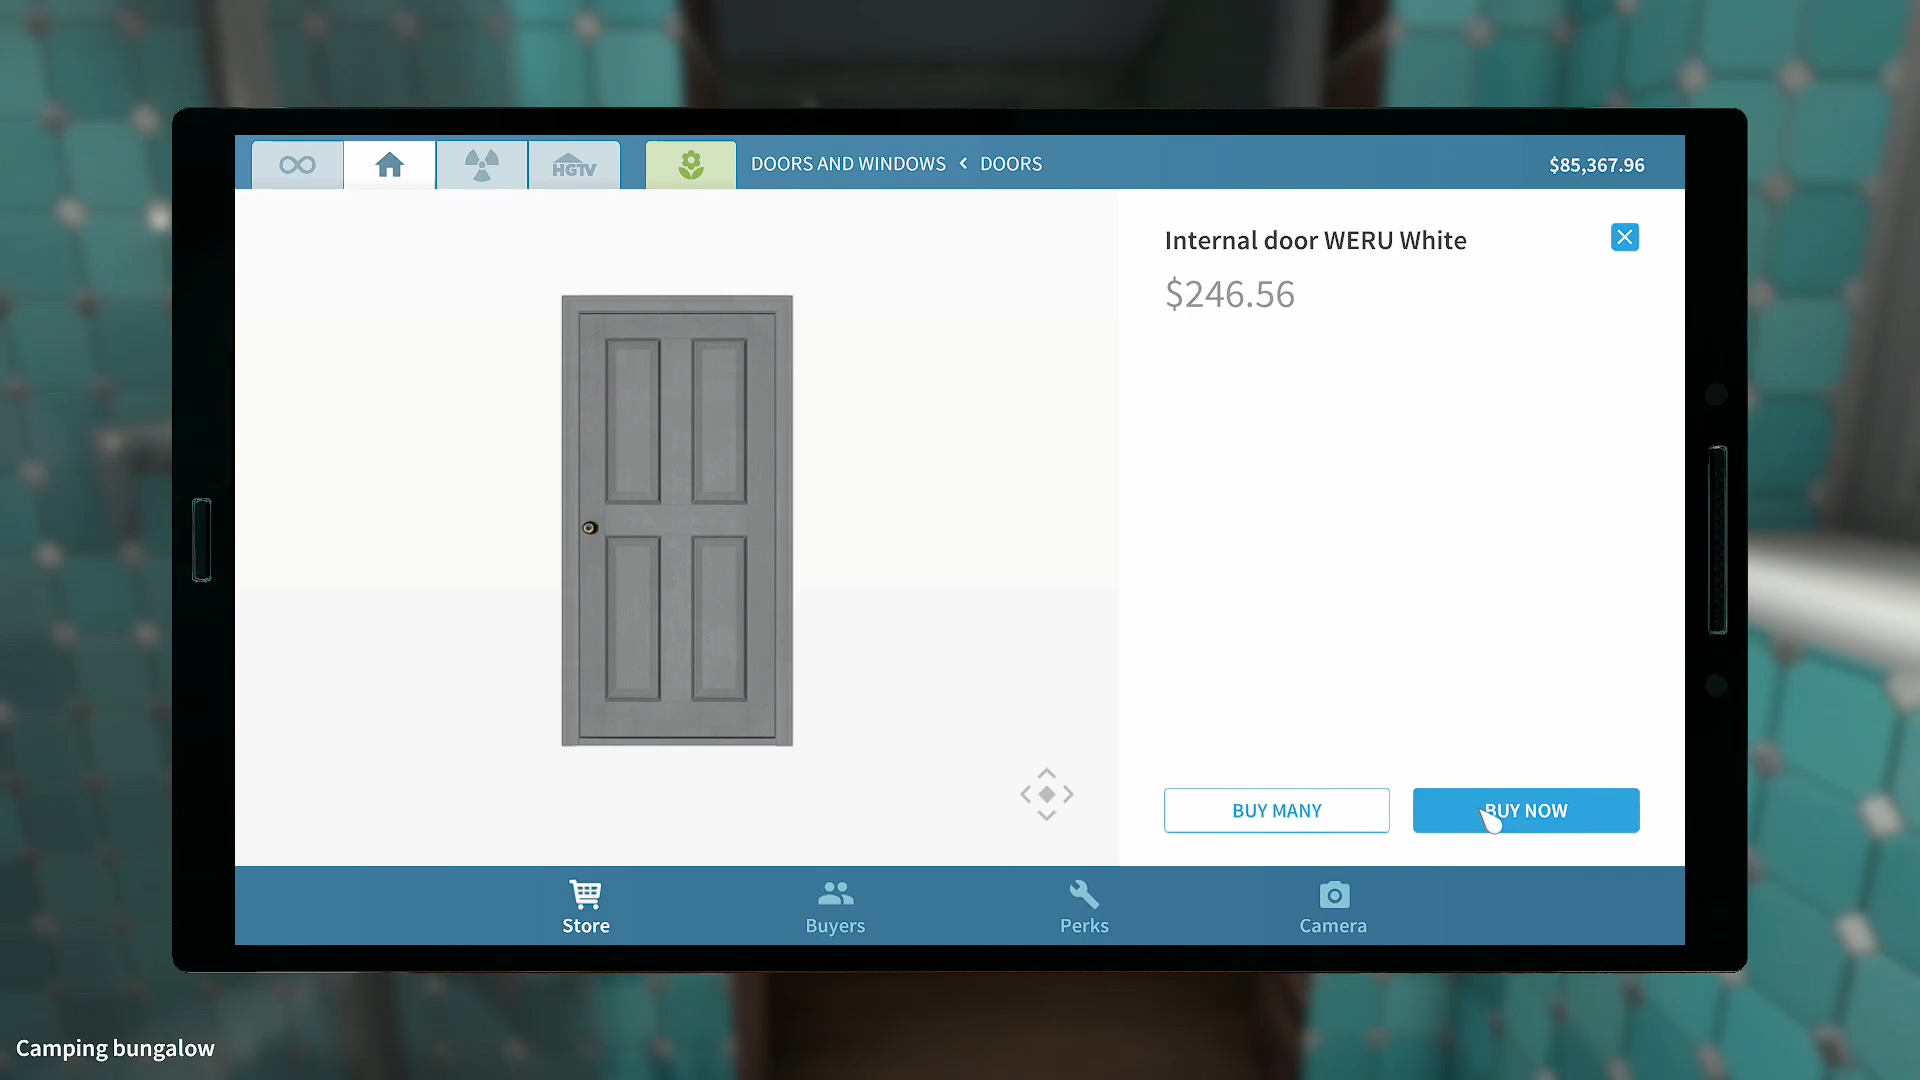 HGTV
DOORS AND WINDOWS < DOORS
$85,367.96
Internal door WERU White
$246.56
BUY MANY
BUY NOW
Store
Buyers
Perks
Camera
Camping bungalow